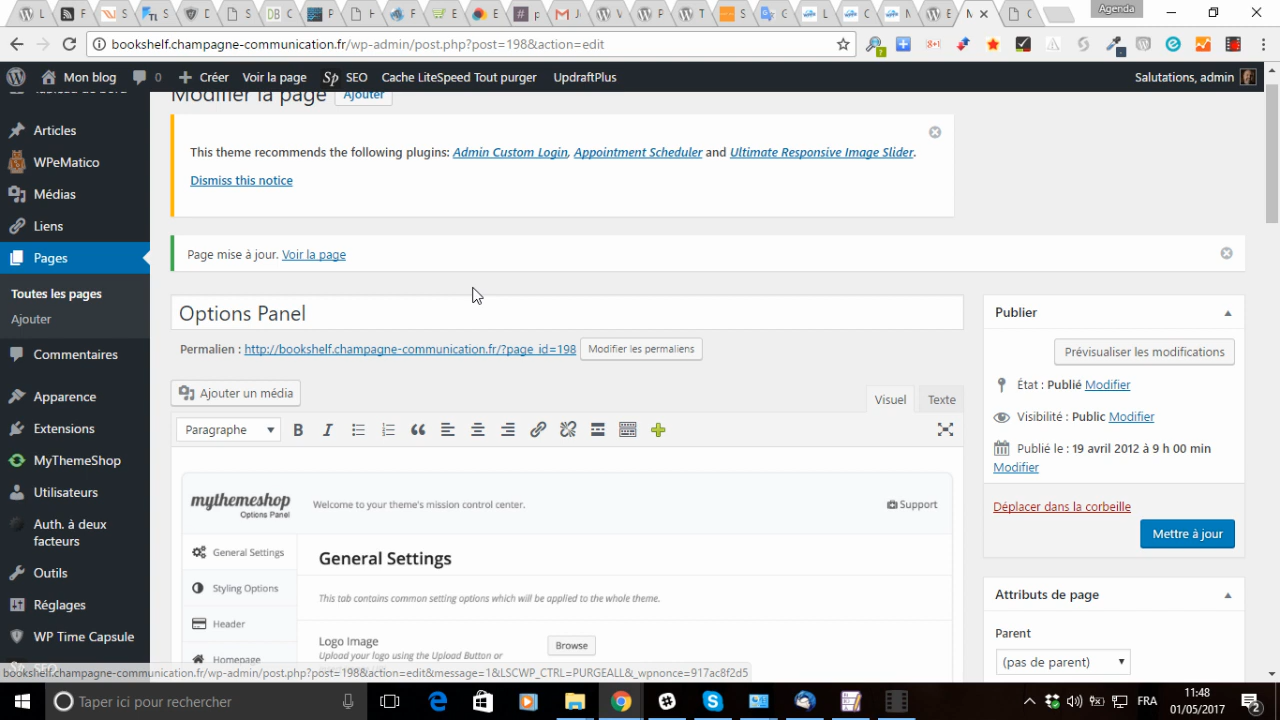 Agenda
bookshelf.champagne-communication.fr/wp-admin/post.php?post=198&action=edit
Mon blog
0
Créer
Voir la page
SEO
Cache LiteSpeed Tout purger
UpdraftPlus
Salutations, admin
Modifier la page
Ajouter
Articles
WPeMatico
Médias
Liens
Pages
Toutes les pages
Ajouter
Commentaires
Apparence
Extensions
MyThemeShop
Utilisateurs
Auth. à deux
facteurs
Outils
Réglages
WP Time Capsule
SEO
This theme recommends the following plugins: Admin Custom Login, Appointment Scheduler and Ultimate Responsive Image Slider.
Dismiss this notice
Page mise à jour. Voir la page
Options Panel
Permalien : http://bookshelf.champagne-communication.fr/?page_id=198
Modifier les permaliens
Ajouter un média
Visuel
Texte
Paragraphe
mythemeshop
Options Panel
Welcome to your theme's mission control center.
Support
General Settings
Styling Options
Header
Homepage
General Settings
This tab contains common setting options which will be applied to the whole theme.
Logo Image
Browse
Upload your logo using the Upload Button or
Publier
Prévisualiser les modifications
État : Publié Modifier
Visibilité : Public Modifier
Publié le : 19 avril 2012 à 9 h 00 min
Modifier
Déplacer dans la corbeille
Mettre à jour
Attributs de page
Parent
(pas de parent)
bookshelf.champagne-communication.fr/wp-admin/post.php?post=198&action=edit&message=1&LSCWP_CTRL=PURGEALL&_wpnonce=917ac8f2d5
Taper ici pour rechercher
FRA
11:48
01/05/2017
2